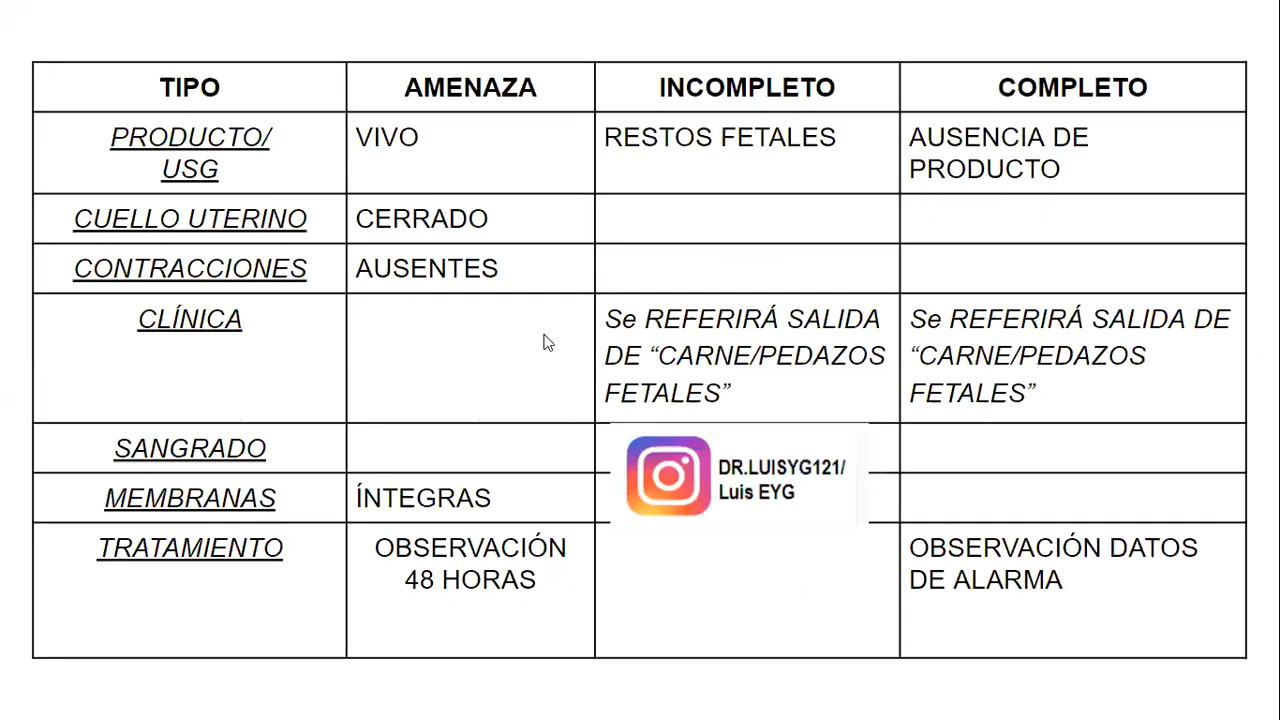 TIPO AMENAZA INCOMPLETO COMPLETO
PRODUCTO/ VIVO RESTOS FETALES AUSENCIA DE
USG PRODUCTO
CUELLO UTERINO CERRADO
CONTRACCIONES AUSENTES
CLÍNICA Se REFERIRÁ SALIDA Se REFERIRÁ SALIDA DE
DE “CARNE/PEDAZOS “CARNE/PEDAZOS
FETALES” FETALES”
SANGRADO
DR.LUISYG121/
Luis EYG
MEMBRANAS ÍNTEGRAS
TRATAMIENTO OBSERVACIÓN OBSERVACIÓN DATOS
48 HORAS DE ALARMA